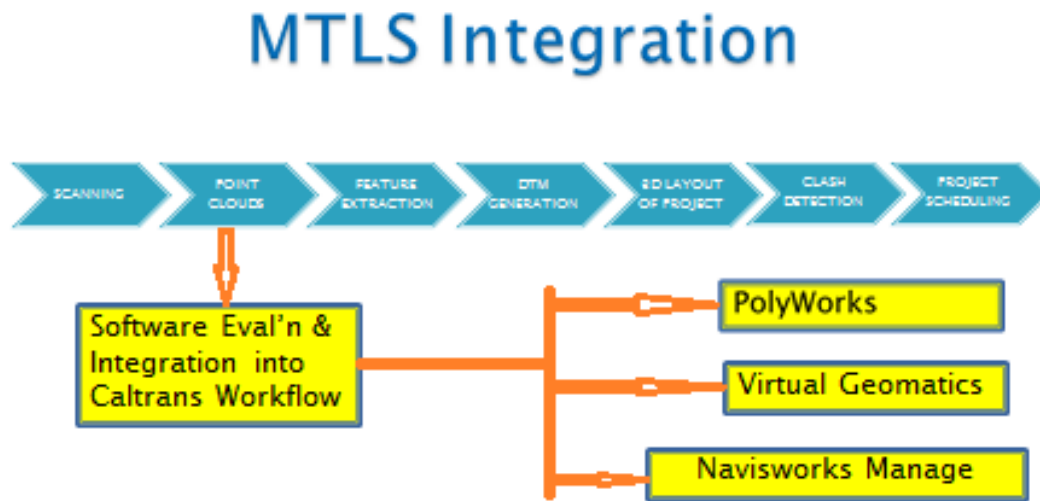 MTLS Integration
SCANNING
POINT
CLOUDS
FEATURE
EXTRACTION
DTM
GENERATION
3D LAYOUT
OF PROJECT
CLASH
DETECTION
PROJECT
SCHEDULING
Software Eval'n &
Integration into
Caltrans Workflow
PolyWorks
Virtual Geomatics
Navisworks Manage